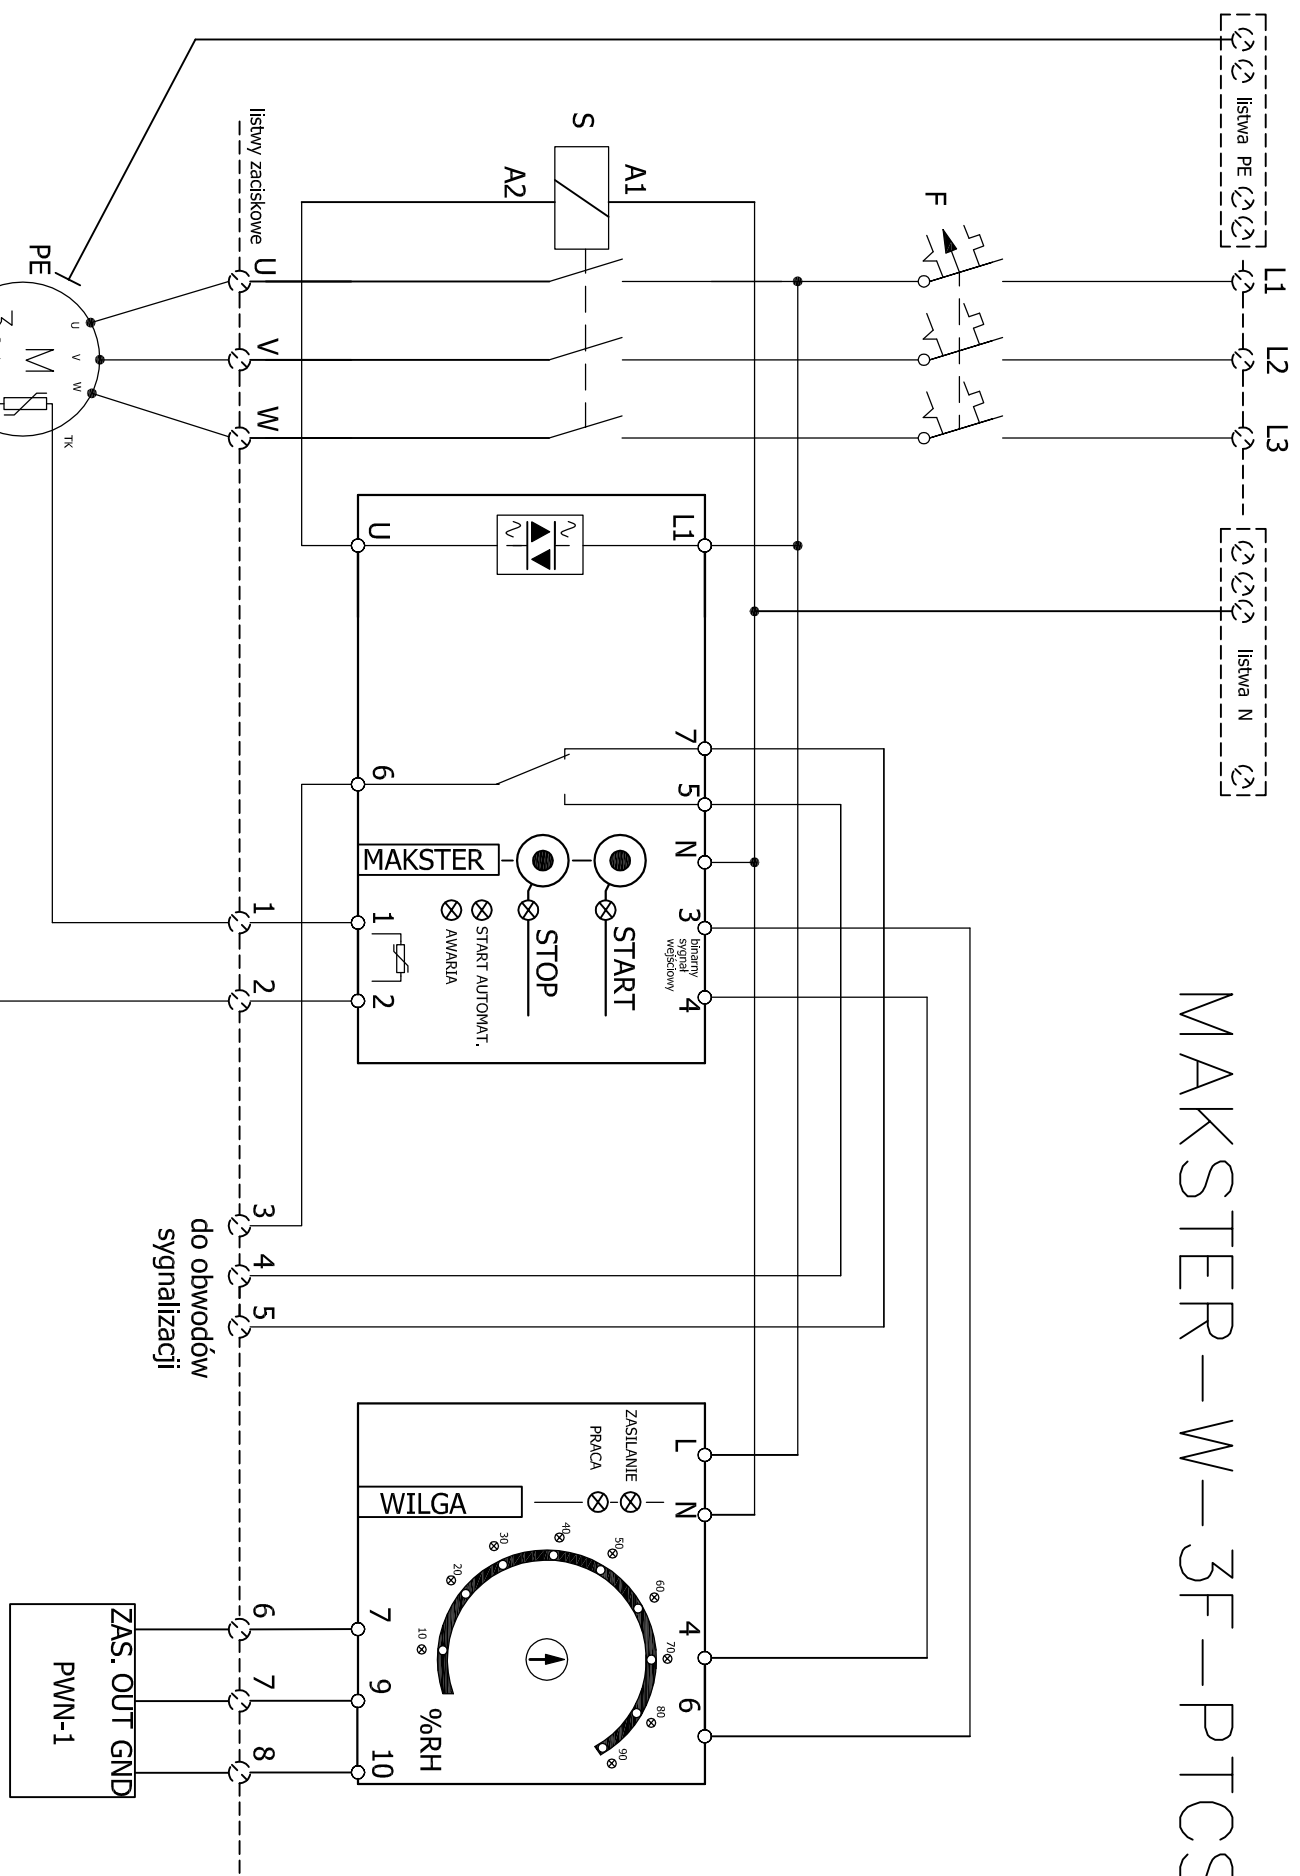 MAKSTER-W-3F-PTCS
listwa PE
L1
L2
L3
listwa N
F
S
A1
A2
listwy zaciskowe
U
V
W
PE
U
V
W
M
TK
L1
U
7
5
N
3
binarny
sygnał
wejściowy
4
6
MAKSTER
START
STOP
START AUTOMAT.
AWARIA
1
2
1
2
3
4
5
do obwodów
sygnalizacji
L
N
4
6
ZASILANIE
PRACA
WILGA
10
20
30
40
50
60
70
80
90
%RH
7
9
10
6
7
8
ZAS. OUT GND
PWN-1